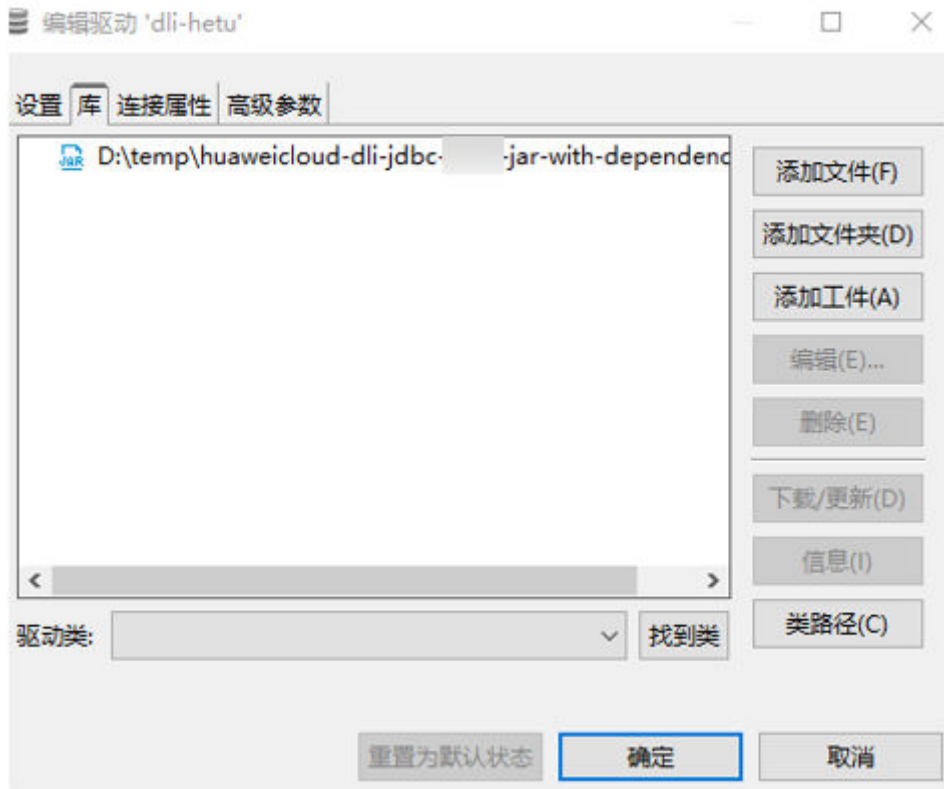 编辑驱动 'dli-hetu'
设置 库 连接属性 高级参数
D:\temp\huaweicloud-dli-jdbc- -jar-with-dependenc
添加文件(F)
添加文件夹(D)
添加工件(A)
编辑(E)...
删除(E)
下载/更新(D)
信息(I)
类路径(C)
驱动类: 找到类
重置为默认状态 确定 取消